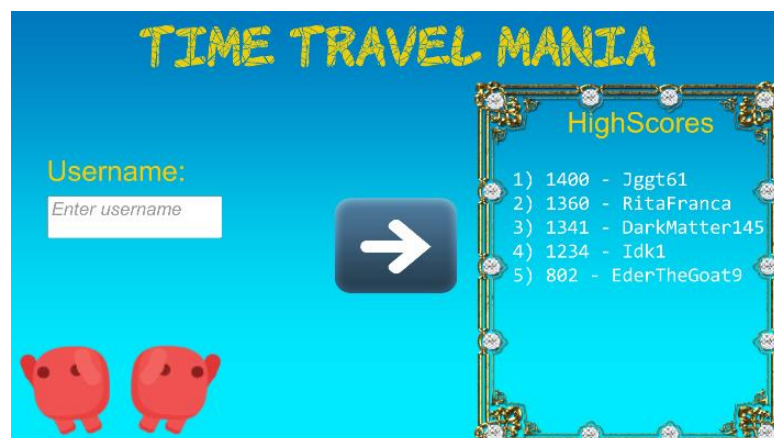 TIME TRAVEL MANIA
Username:
Enter username
HighScores
1) 1400 - Jggt61
2) 1360 - RitaFranca
3) 1341 - DarkMatter145
4) 1234 - Idk1
5) 802 - EderTheGoat9